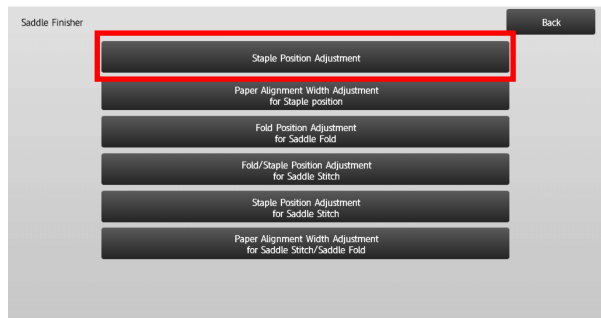 Saddle Finisher
Back
Staple Position Adjustment
Paper Alignment Width Adjustment
for Staple position
Fold Position Adjustment
for Saddle Fold
Fold/Staple Position Adjustment
for Saddle Stitch
Staple Position Adjustment
for Saddle Stitch
Paper Alignment Width Adjustment
for Saddle Stitch/Saddle Fold